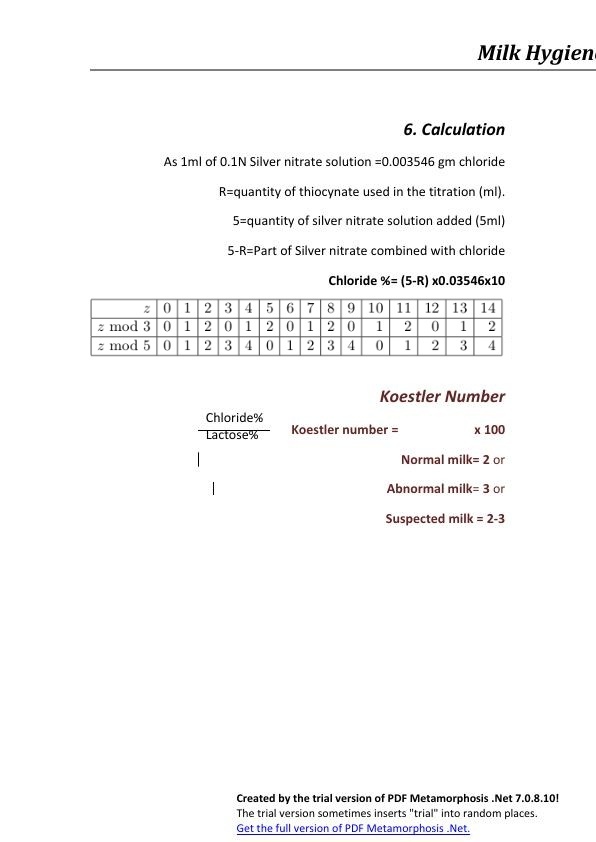 Milk Hygien
6. Calculation
As 1ml of 0.1N Silver nitrate solution =0.003546 gm chloride
R=quantity of thiocynate used in the titration (ml).
5=quantity of silver nitrate solution added (5ml)
5-R=Part of Silver nitrate combined with chloride
Chloride %= (5-R) x0.03546x10
z 0 1 2 3 4 5 6 7 8 9 10 11 12 13 14
z mod 3 0 1 2 0 1 2 0 1 2 0 1 2 0 1 2
z mod 5 0 1 2 3 4 0 1 2 3 4 0 1 2 3 4
Koestler Number
Chloride%
Lactose% Koestler number = x 100
Normal milk= 2 or
Abnormal milk= 3 or
Suspected milk = 2-3
Created by the trial version of PDF Metamorphosis .Net 7.0.8.10!
The trial version sometimes inserts "trial" into random places.
Get the full version of PDF Metamorphosis .Net.